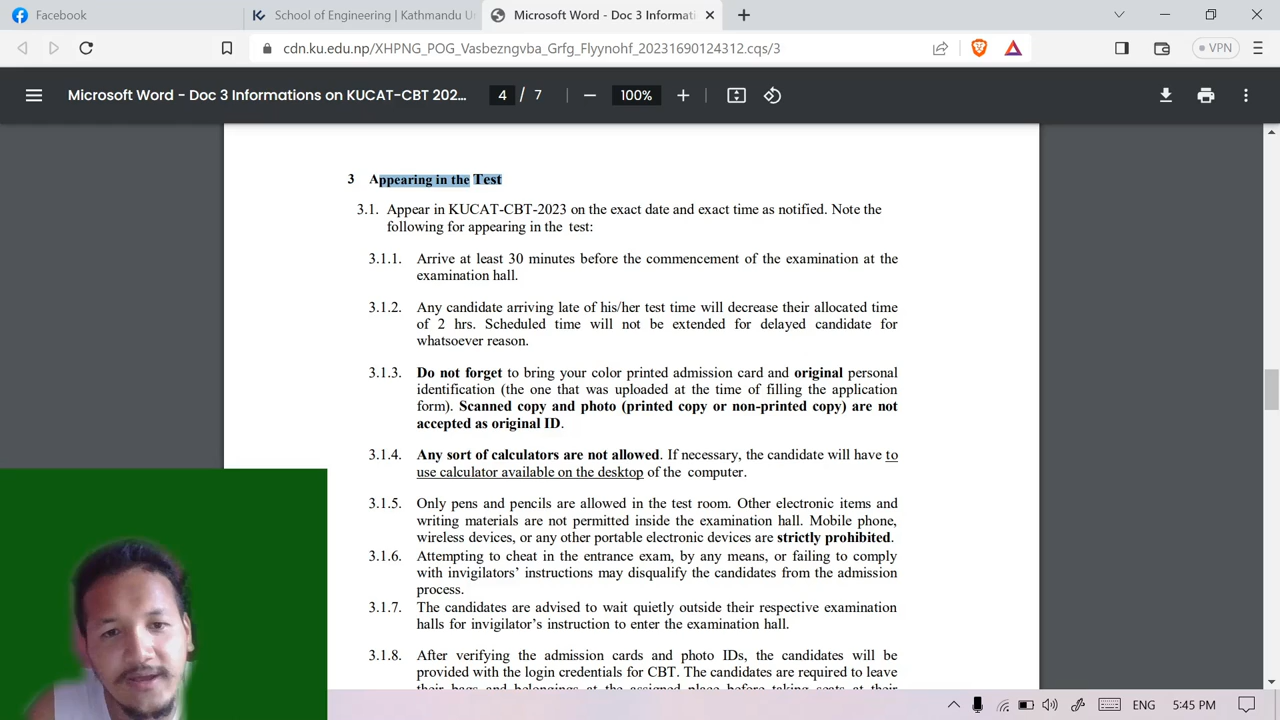 Facebook
School of Engineering | Kathmandu U
Microsoft Word - Doc 3 Informati
cdn.ku.edu.np/XHPNG_POG_Vasbezngvba_Grfg_Flyynohf_20231690124312.cqs/3
VPN
Microsoft Word - Doc 3 Informations on KUCAT-CBT 202...
4 / 7
100%
3 Appearing in the Test
3.1. Appear in KUCAT-CBT-2023 on the exact date and exact time as notified. Note the
following for appearing in the test:
3.1.1. Arrive at least 30 minutes before the commencement of the examination at the
examination hall.
3.1.2. Any candidate arriving late of his/her test time will decrease their allocated time
of 2 hrs. Scheduled time will not be extended for delayed candidate for
whatsoever reason.
3.1.3. Do not forget to bring your color printed admission card and original personal
identification (the one that was uploaded at the time of filling the application
form). Scanned copy and photo (printed copy or non-printed copy) are not
accepted as original ID.
3.1.4. Any sort of calculators are not allowed. If necessary, the candidate will have to
use calculator available on the desktop of the computer.
3.1.5. Only pens and pencils are allowed in the test room. Other electronic items and
writing materials are not permitted inside the examination hall. Mobile phone,
wireless devices, or any other portable electronic devices are strictly prohibited.
3.1.6. Attempting to cheat in the entrance exam, by any means, or failing to comply
with invigilators' instructions may disqualify the candidates from the admission
process.
3.1.7. The candidates are advised to wait quietly outside their respective examination
halls for invigilator's instruction to enter the examination hall.
3.1.8. After verifying the admission cards and photo IDs, the candidates will be
provided with the login credentials for CBT. The candidates are required to leave
their bags and belongings at the assigned place before taking seats at their
ENG
5:45 PM